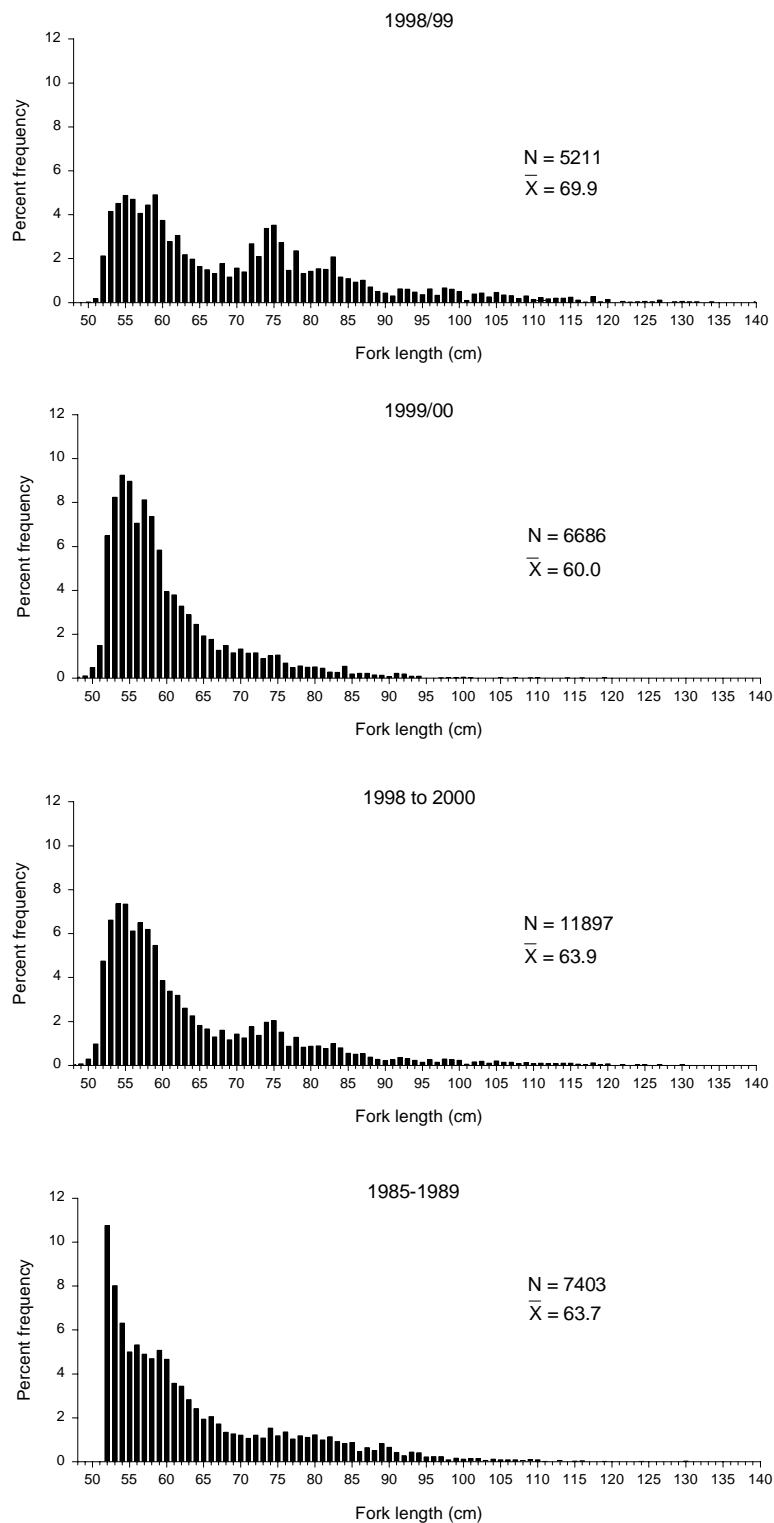 1998/99
12
10
8
6
4
2
0
Percent frequency
N = 5211
X̅ = 69.9
50 55 60 65 70 75 80 85 90 95 100 105 110 115 120 125 130 135 140
Fork length (cm)
1999/00
12
10
8
6
4
2
0
Percent frequency
N = 6686
X̅ = 60.0
50 55 60 65 70 75 80 85 90 95 100 105 110 115 120 125 130 135 140
Fork length (cm)
1998 to 2000
12
10
8
6
4
2
0
Percent frequency
N = 11897
X̅ = 63.9
50 55 60 65 70 75 80 85 90 95 100 105 110 115 120 125 130 135 140
Fork length (cm)
1985-1989
12
10
8
6
4
2
0
Percent frequency
N = 7403
X̅ = 63.7
50 55 60 65 70 75 80 85 90 95 100 105 110 115 120 125 130 135 140
Fork length (cm)